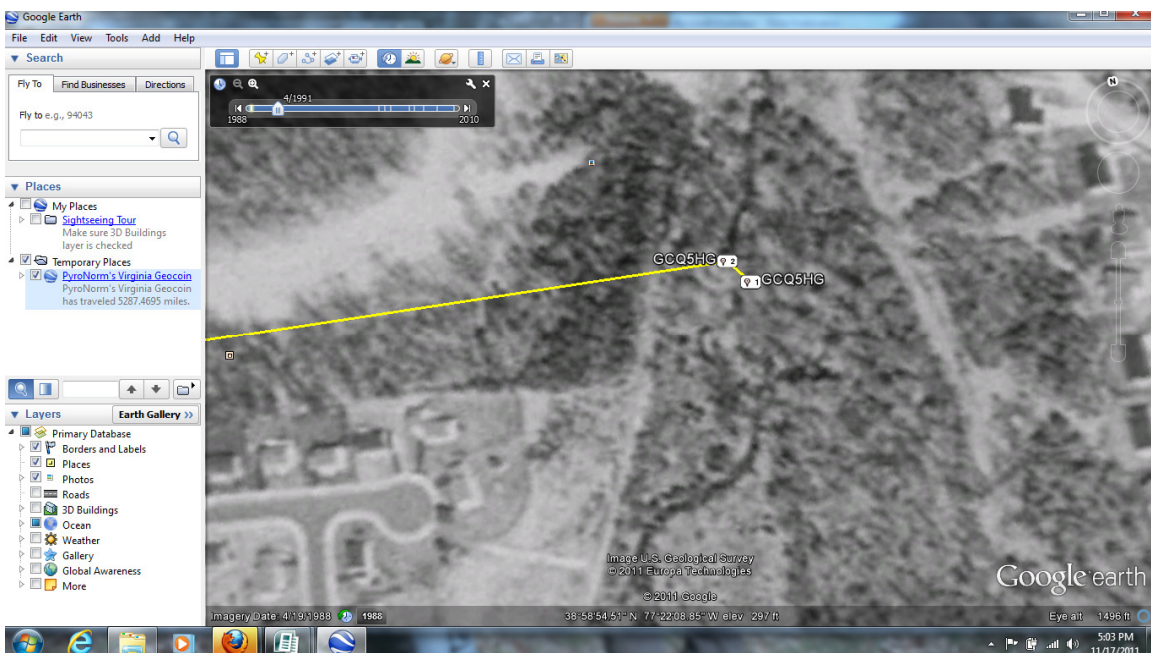 Google Earth
File Edit View Tools Add Help
Search
Fly To Find Businesses Directions
Fly to e.g., 94043
Places
My Places
Sightseeing Tour
Make sure 3D Buildings
layer is checked
Temporary Places
PyroNorm's Virginia Geocoin
PyroNorm's Virginia Geocoin
has traveled 5287.4695 miles.
Layers Earth Gallery >>
Primary Database
Borders and Labels
Places
Photos
Roads
3D Buildings
Ocean
Weather
Gallery
Global Awareness
More
4/1991
1988 2010
N
GCQ5HG 2
1 GCQ5HG
Image U.S. Geological Survey
© 2011 Europa Technologies
© 2011 Google
Google earth
Imagery Date: 4/19/1988 1988 38°58'54.51" N 77°22'08.85" W elev 297 ft Eye alt 1496 ft
5:03 PM
11/17/2011